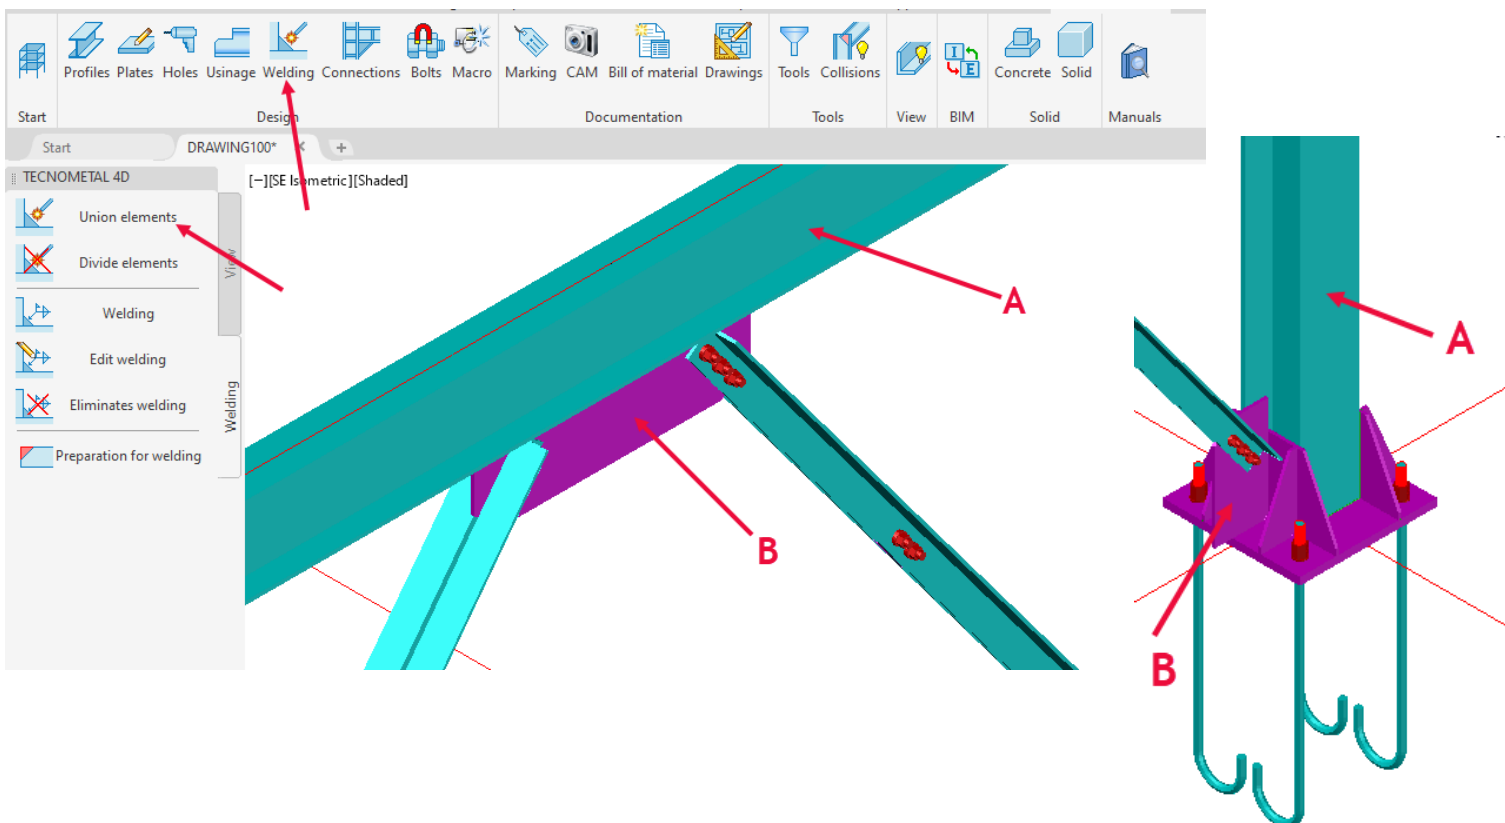 Profiles Plates Holes Usinage Welding Connections Bolts Macro Marking CAM Bill of material Drawings Tools Collisions Concrete Solid
Start Design Documentation Tools View BIM Solid Manuals
Start DRAWING100* × +
TECNOMETAL 4D
[−][SE Isometric][Shaded]
Union elements
View
Divide elements
A
Welding
A
Edit welding
Welding
Eliminates welding
Preparation for welding
B
B